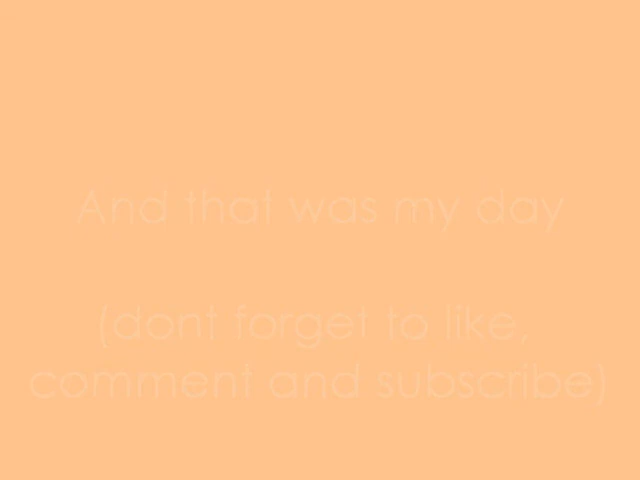 And that was my day
(dont forget to like,
comment and subscribe)